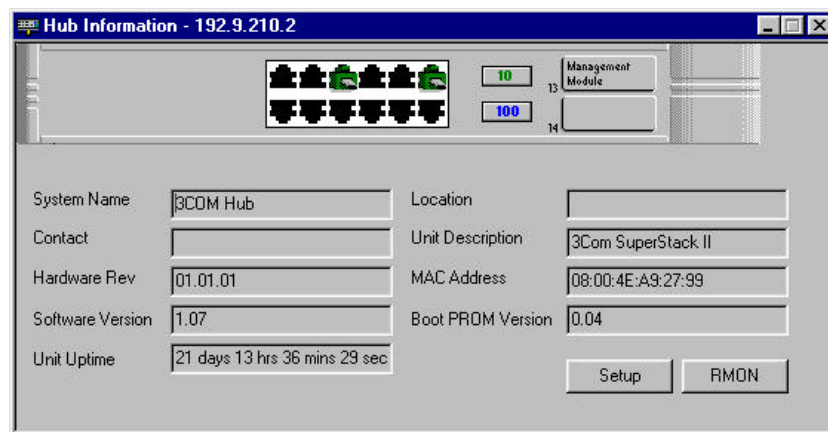 Hub Information - 192.9.210.2
10
13
Management
Module
100
14
System Name
3COM Hub
Location
Contact
Unit Description
3Com SuperStack II
Hardware Rev
01.01.01
MAC Address
08:00:4E:A9:27:99
Software Version
1.07
Boot PROM Version
0.04
Unit Uptime
21 days 13 hrs 36 mins 29 sec
Setup
RMON